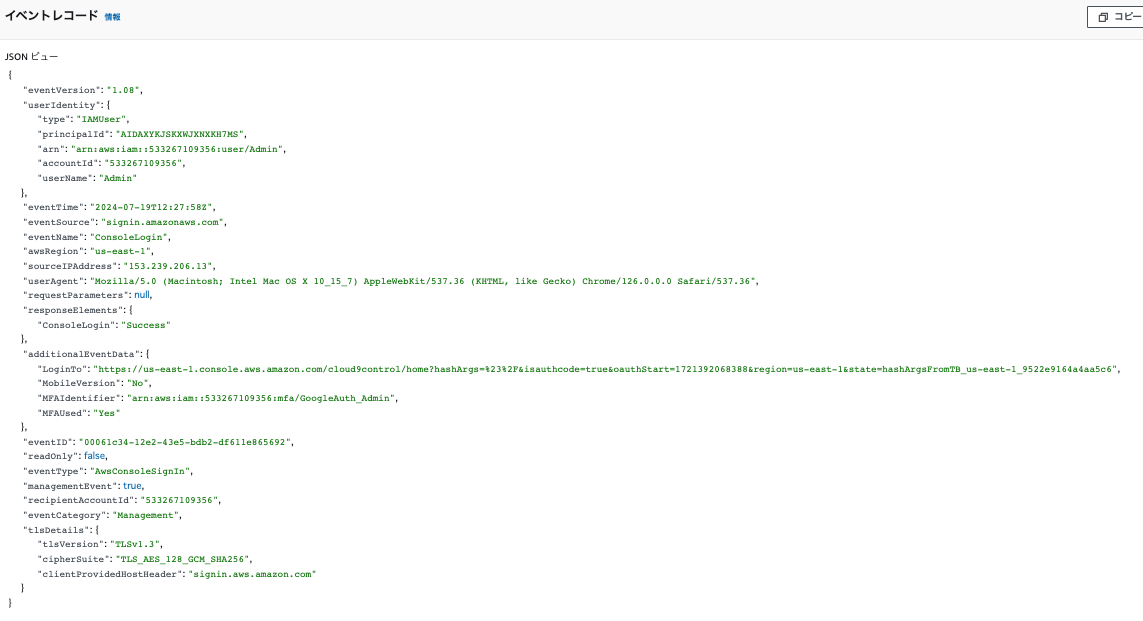 イベントレコード 情報
コピー
JSON ビュー
{
"eventVersion": "1.08",
"userIdentity": {
"type": "IAMUser",
"principalId": "AIDAXYKJSKXWJXNXKH7MS",
"arn": "arn:aws:iam::533267109356:user/Admin",
"accountId": "533267109356",
"userName": "Admin"
},
"eventTime": "2024-07-19T12:27:58Z",
"eventSource": "signin.amazonaws.com",
"eventName": "ConsoleLogin",
"awsRegion": "us-east-1",
"sourceIPAddress": "153.239.206.13",
"userAgent": "Mozilla/5.0 (Macintosh; Intel Mac OS X 10_15_7) AppleWebKit/537.36 (KHTML, like Gecko) Chrome/126.0.0.0 Safari/537.36",
"requestParameters": null,
"responseElements": {
"ConsoleLogin": "Success"
},
"additionalEventData": {
"LoginTo": "https://us-east-1.console.aws.amazon.com/cloud9control/home?hashArgs=%23%2F&isauthcode=true&oauthStart=1721392068388&region=us-east-1&state=hashArgsFromTB_us-east-1_9522e9164a4aa5c6",
"MobileVersion": "No",
"MFAIdentifier": "arn:aws:iam::533267109356:mfa/GoogleAuth_Admin",
"MFAUsed": "Yes"
},
"eventID": "00061c34-12e2-43e5-bdb2-df611e865692",
"readOnly": false,
"eventType": "AwsConsoleSignIn",
"managementEvent": true,
"recipientAccountId": "533267109356",
"eventCategory": "Management",
"tlsDetails": {
"tlsVersion": "TLSv1.3",
"cipherSuite": "TLS_AES_128_GCM_SHA256",
"clientProvidedHostHeader": "signin.aws.amazon.com"
}
}